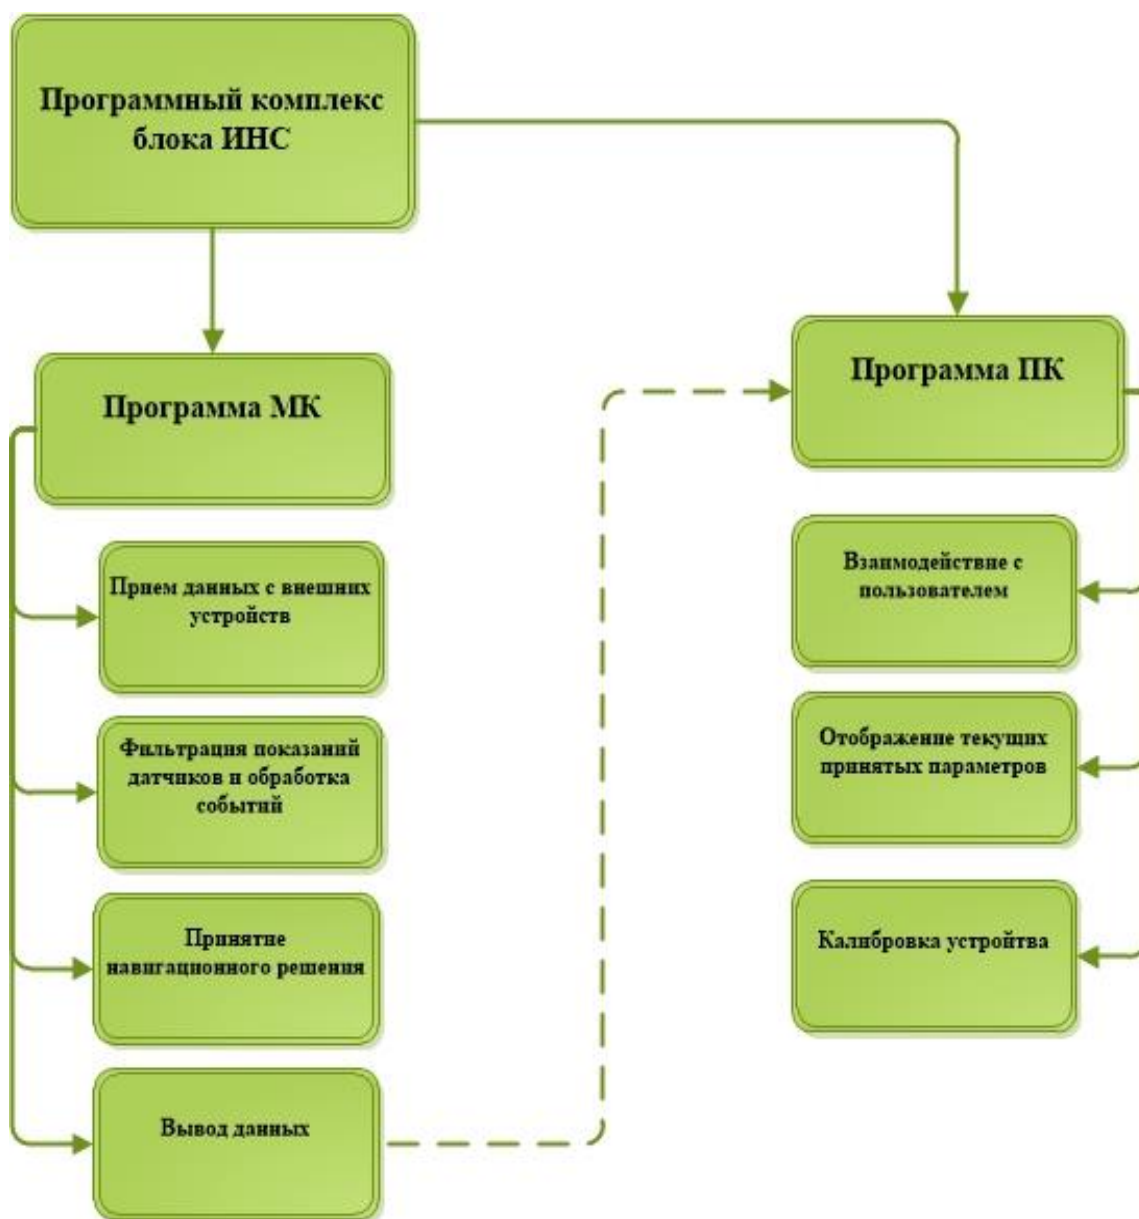 Программный комплекс
блока ИНС
Программа МК
Прием данных с внешних
устройств
Фильтрация показаний
датчиков и обработка
событий
Принятие
навигационного решения
Вывод данных
Программа ПК
Взаимодействие с
пользователем
Отображение текущих
принятых параметров
Калибровка устройтва